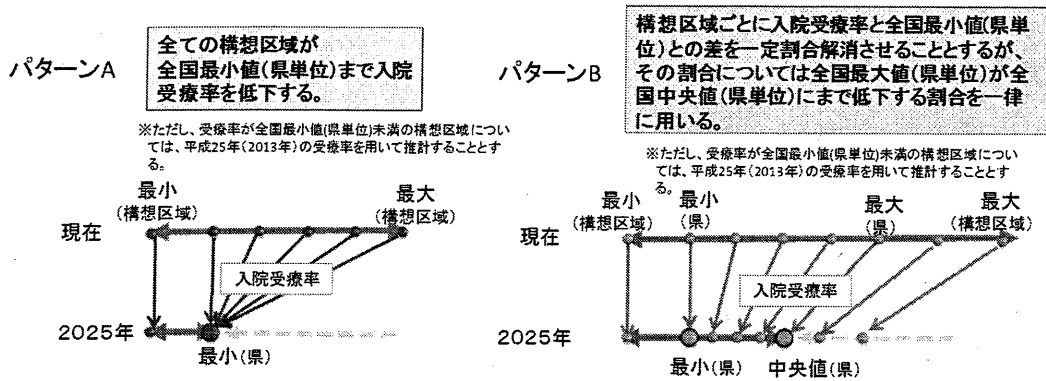 パターンA
全ての構想区域が
全国最小値(県単位)まで入院
受療率を低下する。
※ただし、受療率が全国最小値(県単位)未満の構想区域につい
ては、平成25年(2013年)の受療率を用いて推計することとす
る。
最小
(構想区域)
最大
(構想区域)
現在
入院受療率
2025年
最小(県)
パターンB
構想区域ごとに入院受療率と全国最小値(県単
位)との差を一定割合解消させることとするが、
その割合については全国最大値(県単位)が全
国中央値(県単位)にまで低下する割合を一律
に用いる。
※ただし、受療率が全国最小値(県単位)未満の構想区域につい
ては、平成25年(2013年)の受療率を用いて推計することとす
る。
最小
(構想区域)
最小
(県)
最大
(県)
最大
(構想区域)
現在
入院受療率
2025年
最小(県)
中央値(県)